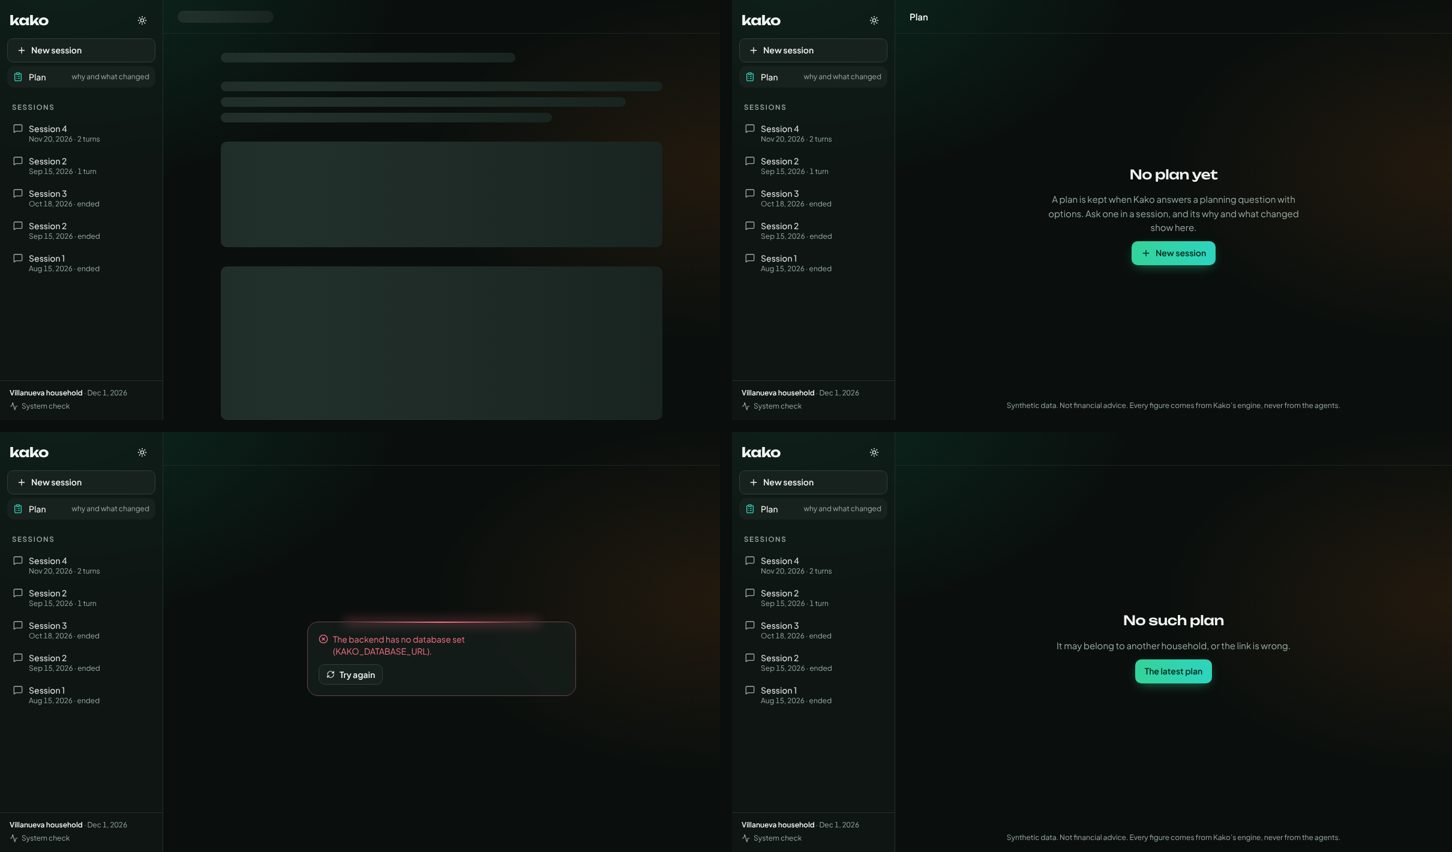 kako
New session
Plan why and what changed
SESSIONS
Session 4
Nov 20, 2026 · 2 turns
Session 2
Sep 15, 2026 · 1 turn
Session 3
Oct 18, 2026 · ended
Session 2
Sep 15, 2026 · ended
Session 1
Aug 15, 2026 · ended
Villanueva household · Dec 1, 2026
System check
kako
New session
Plan why and what changed
SESSIONS
Session 4
Nov 20, 2026 · 2 turns
Session 2
Sep 15, 2026 · 1 turn
Session 3
Oct 18, 2026 · ended
Session 2
Sep 15, 2026 · ended
Session 1
Aug 15, 2026 · ended
Villanueva household · Dec 1, 2026
System check
Plan
No plan yet
A plan is kept when Kako answers a planning question with
options. Ask one in a session, and its why and what changed
show here.
New session
Synthetic data. Not financial advice. Every figure comes from Kako's engine, never from the agents.
kako
New session
Plan why and what changed
SESSIONS
Session 4
Nov 20, 2026 · 2 turns
Session 2
Sep 15, 2026 · 1 turn
Session 3
Oct 18, 2026 · ended
Session 2
Sep 15, 2026 · ended
Session 1
Aug 15, 2026 · ended
Villanueva household · Dec 1, 2026
System check
The backend has no database set
(KAKO_DATABASE_URL).
Try again
kako
New session
Plan why and what changed
SESSIONS
Session 4
Nov 20, 2026 · 2 turns
Session 2
Sep 15, 2026 · 1 turn
Session 3
Oct 18, 2026 · ended
Session 2
Sep 15, 2026 · ended
Session 1
Aug 15, 2026 · ended
Villanueva household · Dec 1, 2026
System check
No such plan
It may belong to another household, or the link is wrong.
The latest plan
Synthetic data. Not financial advice. Every figure comes from Kako's engine, never from the agents.